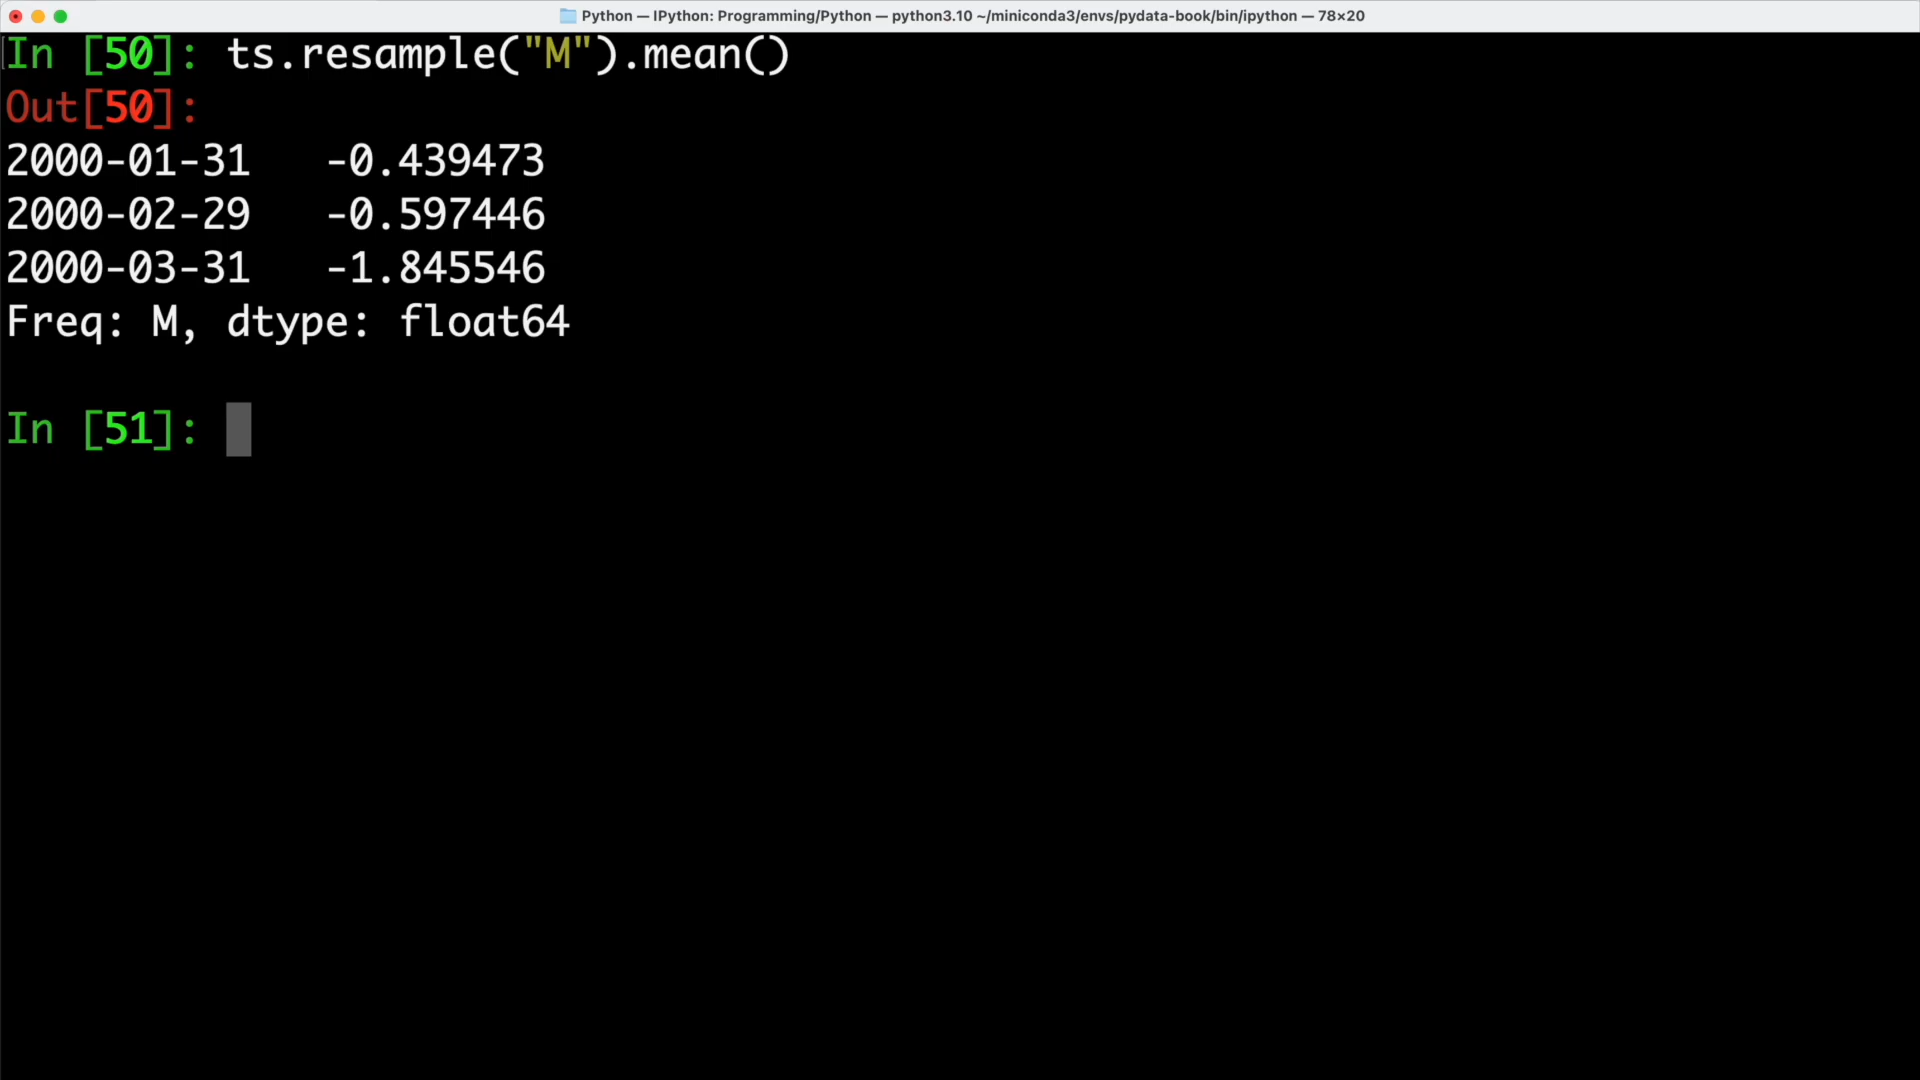 Python — IPython: Programming/Python — python3.10 ~/miniconda3/envs/pydata-book/bin/ipython — 78×20
In [50]: ts.resample("M").mean()
Out[50]:
2000-01-31   -0.439473
2000-02-29   -0.597446
2000-03-31   -1.845546
Freq: M, dtype: float64
In [51]: